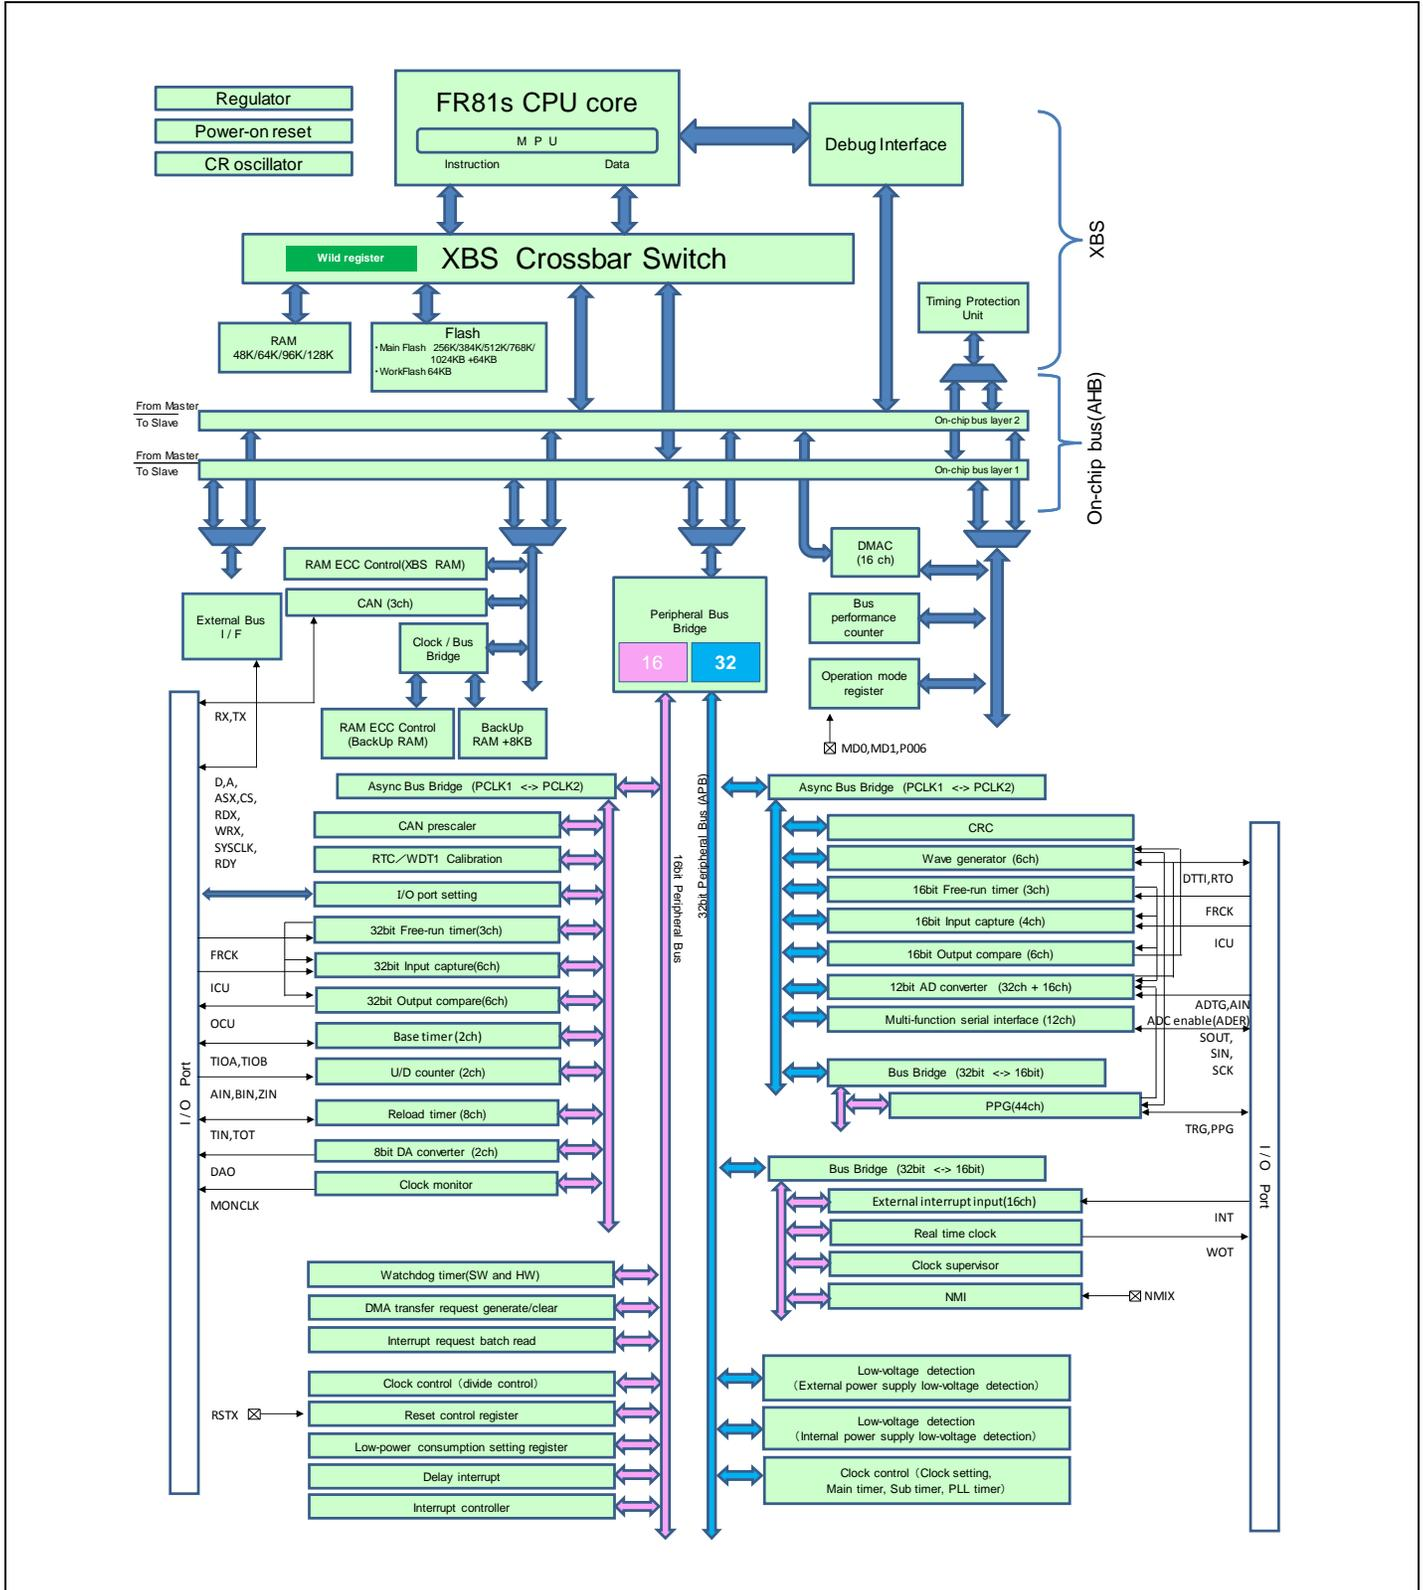 Regulator
Power-on reset
CR oscillator
FR81s CPU core
M P U
Instruction
Data
Debug Interface
XBS
Wild register
XBS Crossbar Switch
Timing Protection
Unit
RAM
48K/64K/96K/128K
Flash
・Main Flash 256K/384K/512K/768K/
1024KB +64KB
・WorkFlash 64KB
On-chip bus(AHB)
From Master
To Slave
On-chip bus layer 2
From Master
To Slave
On-chip bus layer 1
RAM ECC Control(XBS RAM)
CAN (3ch)
External Bus
I / F
Clock / Bus
Bridge
RAM ECC Control
(BackUp RAM)
BackUp
RAM +8KB
Peripheral Bus
Bridge
16
32
DMAC
(16 ch)
Bus
performance
counter
Operation mode
register
MD0,MD1,P006
RX,TX
D,A,
ASX,CS,
RDX,
WRX,
SYSCLK,
RDY
I / O Port
Async Bus Bridge (PCLK1 <-> PCLK2)
CAN prescaler
RTC／WDT1 Calibration
I/O port setting
32bit Free-run timer(3ch)
FRCK
32bit Input capture(6ch)
ICU
32bit Output compare(6ch)
OCU
Base timer (2ch)
TIOA,TIOB
U/D counter (2ch)
AIN,BIN,ZIN
Reload timer (8ch)
TIN,TOT
8bit DA converter (2ch)
DAO
Clock monitor
MONCLK
16bit Peripheral Bus
32bit Peripheral Bus (APB)
Watchdog timer(SW and HW)
DMA transfer request generate/clear
Interrupt request batch read
Clock control（divide control）
RSTX
Reset control register
Low-power consumption setting register
Delay interrupt
Interrupt controller
Async Bus Bridge (PCLK1 <-> PCLK2)
CRC
Wave generator (6ch)
DTTI,RTO
16bit Free-run timer (3ch)
FRCK
16bit Input capture (4ch)
ICU
16bit Output compare (6ch)
12bit AD converter (32ch + 16ch)
ADTG,AIN
ADC enable(ADER)
Multi-function serial interface (12ch)
SOUT,
SIN,
SCK
Bus Bridge (32bit <-> 16bit)
PPG(44ch)
TRG,PPG
I / O Port
Bus Bridge (32bit <-> 16bit)
External interrupt input(16ch)
INT
Real time clock
WOT
Clock supervisor
NMI
NMIX
Low-voltage detection
（External power supply low-voltage detection）
Low-voltage detection
（Internal power supply low-voltage detection）
Clock control（Clock setting,
Main timer, Sub timer, PLL timer）